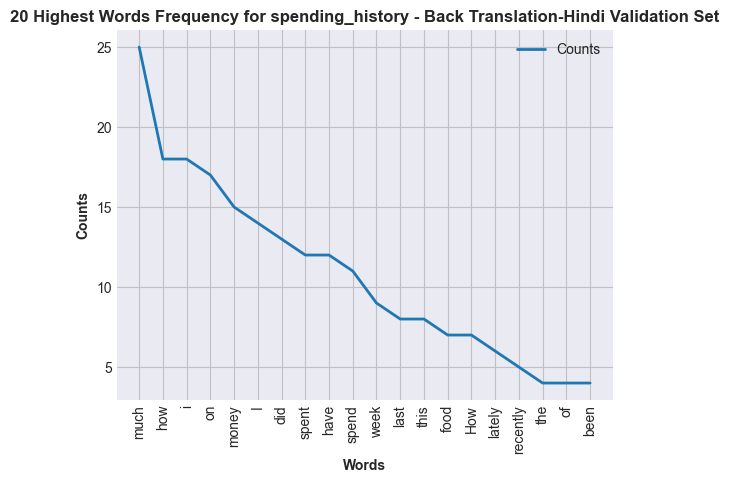 20 Highest Words Frequency for spending_history - Back Translation-Hindi Validation Set
Counts
25
20
15
10
5
Counts
much
how
i
on
money
I
did
spent
have
spend
week
last
this
food
How
lately
recently
the
of
been
Words